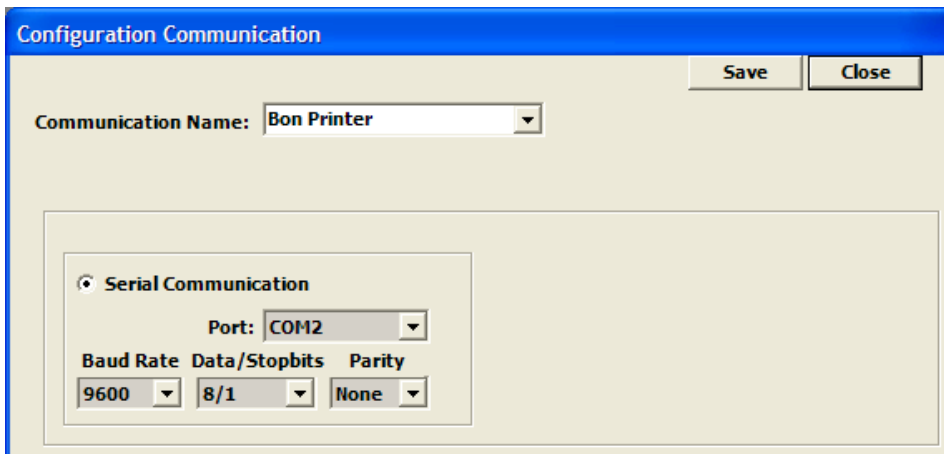 Configuration Communication
Save Close
Communication Name: Bon Printer
Serial Communication
Port: COM2
Baud Rate Data/Stopbits Parity
9600 8/1 None